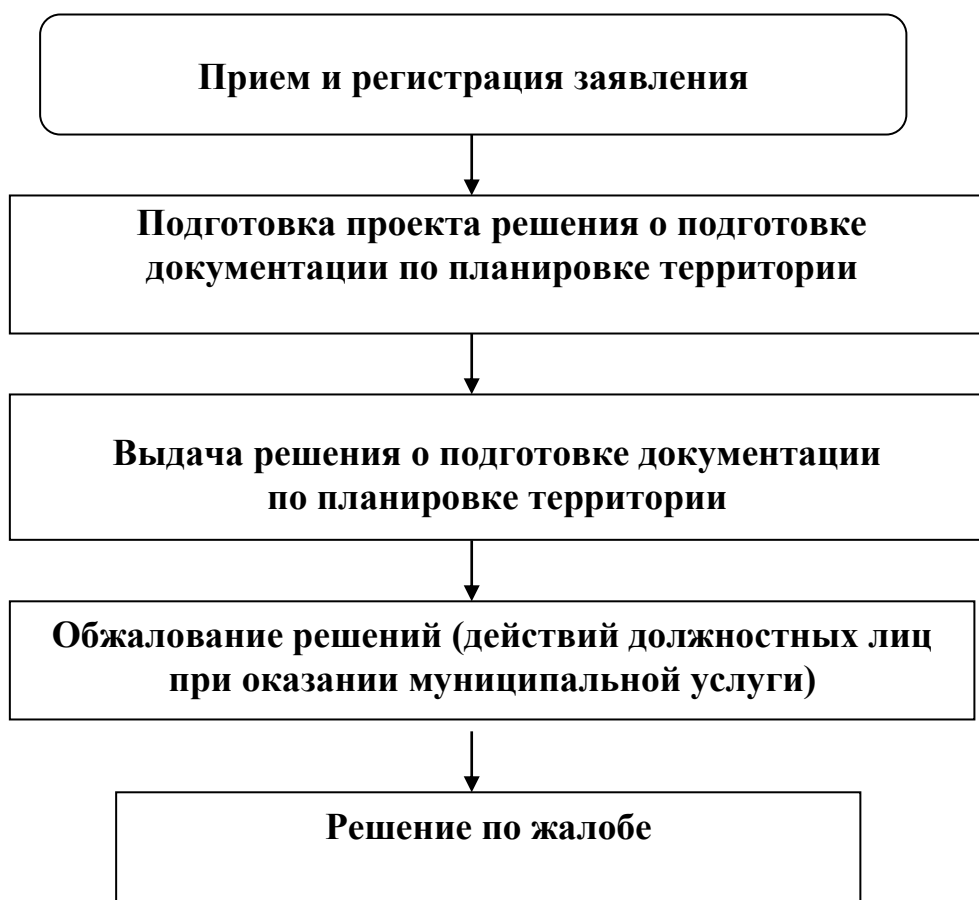 Прием и регистрация заявления
Подготовка проекта решения о подготовке
документации по планировке территории
Выдача решения о подготовке документации
по планировке территории
Обжалование решений (действий должностных лиц
при оказании муниципальной услуги)
Решение по жалобе